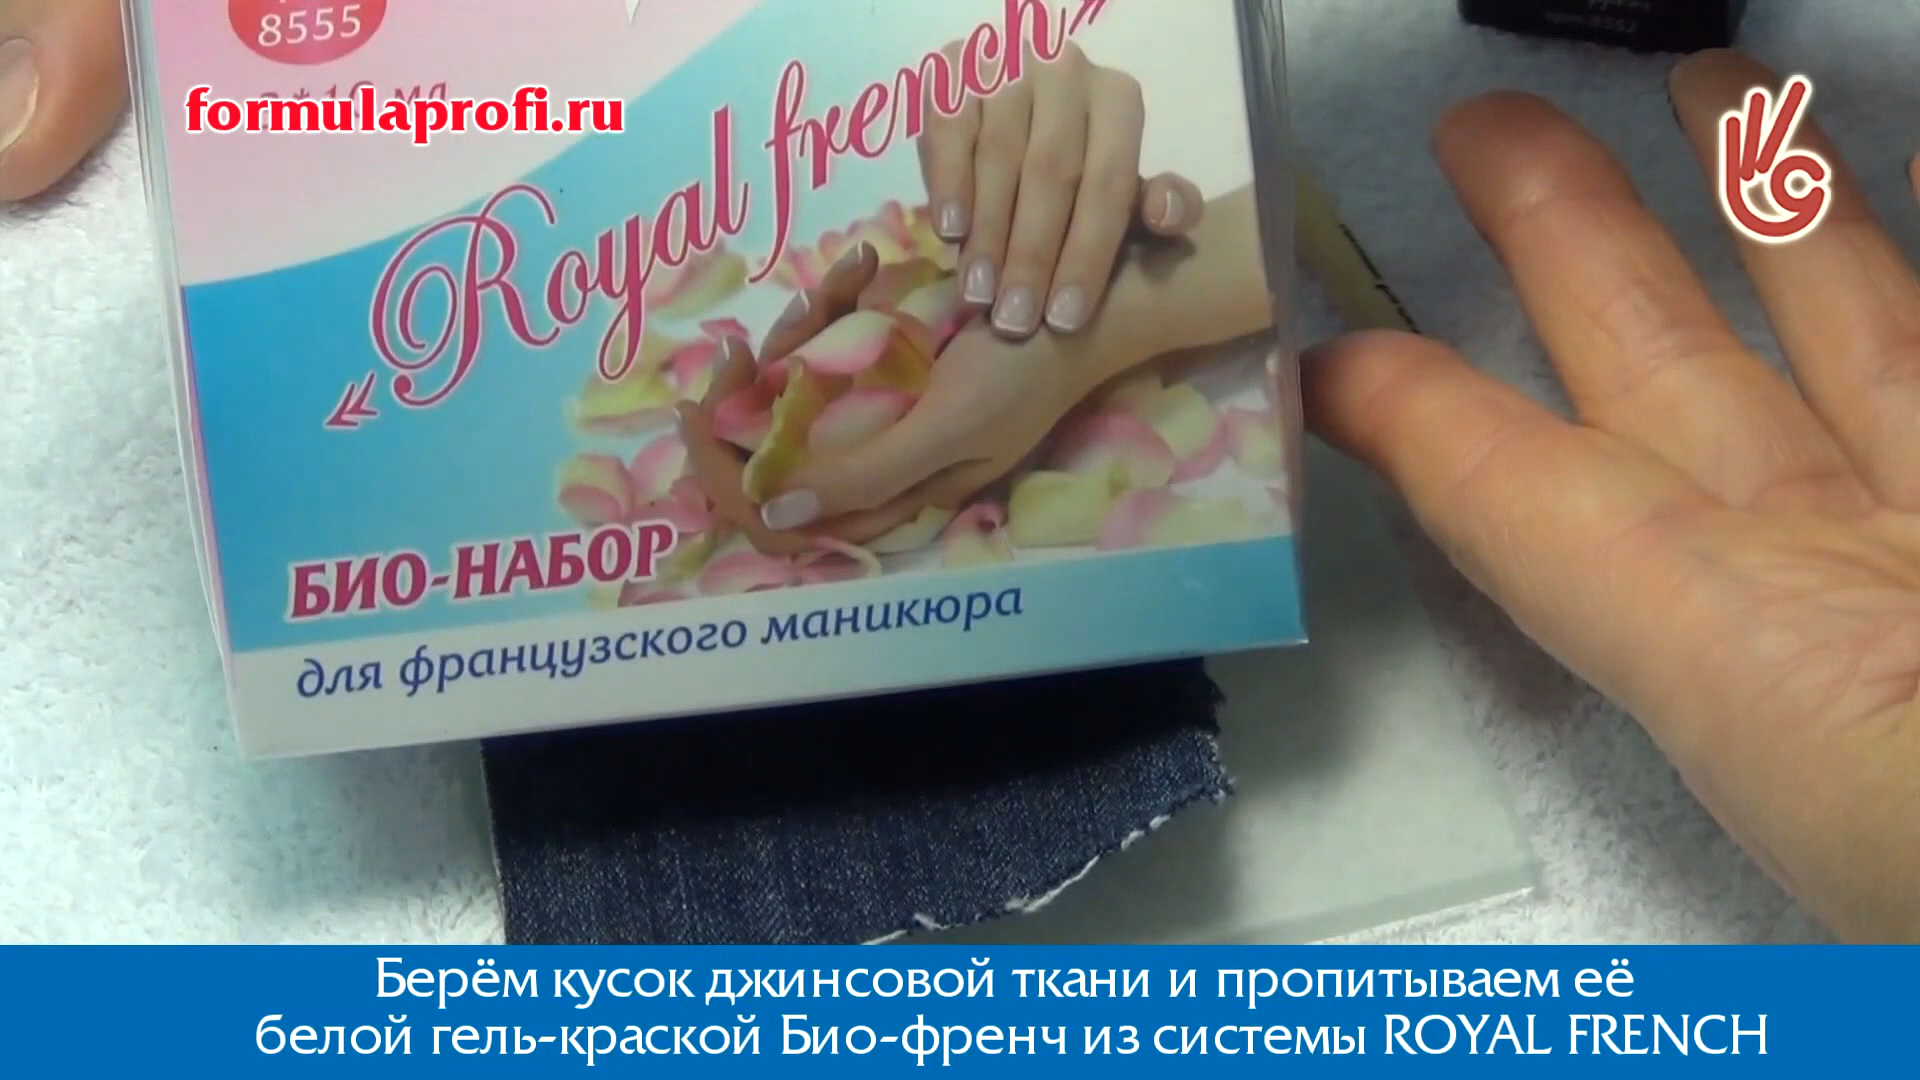 8555
formulaprofi.ru
«Royal french»
БИО-НАБОР
для французского маникюра
Берём кусок джинсовой ткани и пропитываем её
белой гель-краской Био-френч из системы ROYAL FRENCH